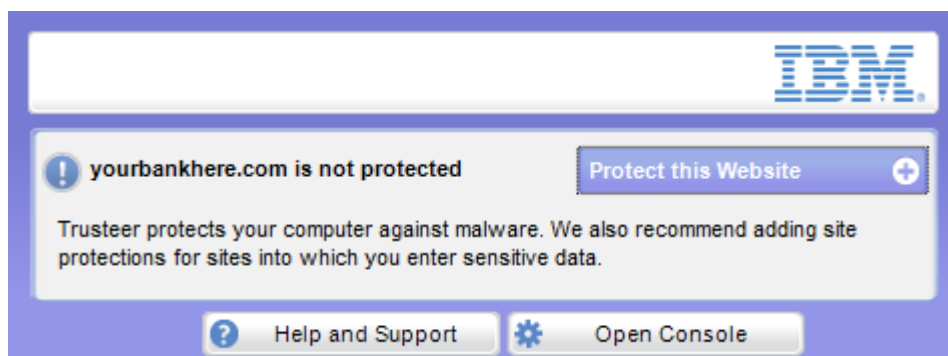 IBM.
yourbankhere.com is not protected
Protect this Website
Trusteer protects your computer against malware. We also recommend adding site
protections for sites into which you enter sensitive data.
Help and Support
Open Console